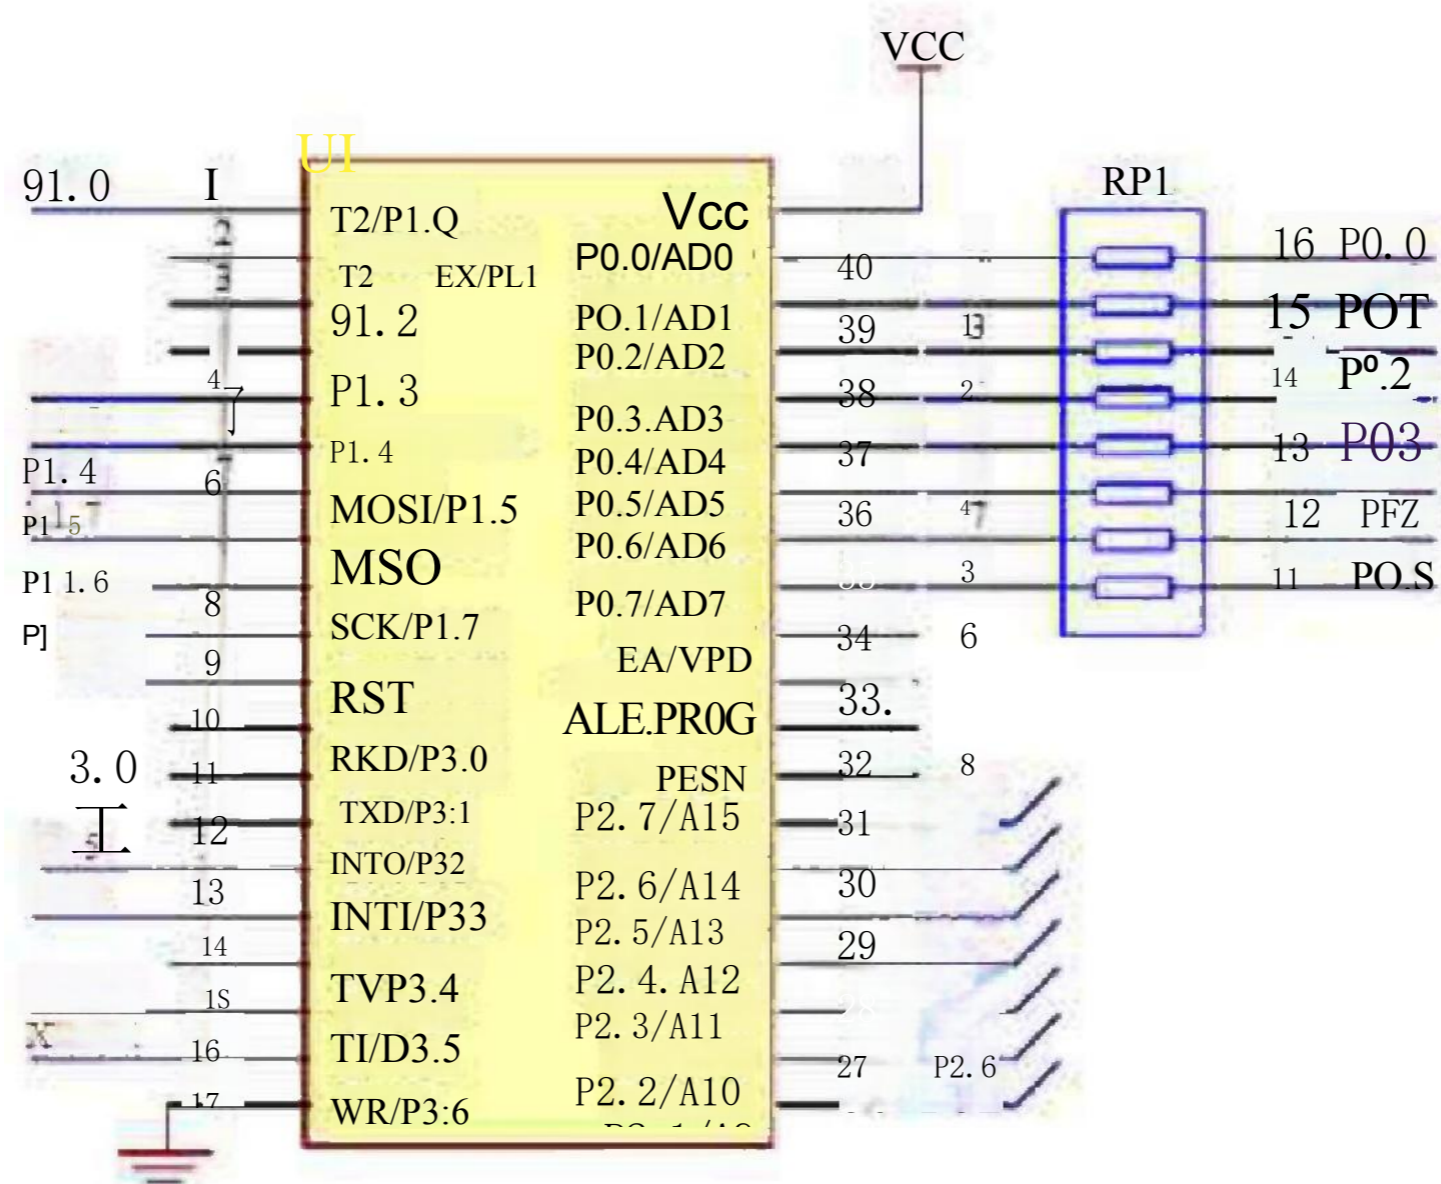 VCC
UI
91.0
I
T2/P1.Q
Vcc
RP1
P0.0/AD0
40
16 P0.0
T2 EX/PL1
91.2
PO.1/AD1
39
13
15 POT
P0.2/AD2
4
P1.3
38
2
14
Pº.2
P0.3.AD3
P1.4
P1.4
P0.4/AD4
37
13 P03
6
MOSI/P1.5
P0.5/AD5
36
47
12 PFZ
P1 5
MSO
P0.6/AD6
3
11
PO.S
P1 1.6
8
SCK/P1.7
P0.7/AD7
34
6
P]
9
RST
EA/VPD
33.
10
ALE.PR0G
3.0
11
RKD/P3.0
PESN
32
8
12
TXD/P3:1
P2.7/A15
31
INTO/P32
13
INTI/P33
P2.6/A14
30
14
P2.5/A13
29
1S
TVP3.4
P2.4.A12
X
16
TI/D3.5
P2.3/A11
27
P2.6
17
WR/P3:6
P2.2/A10